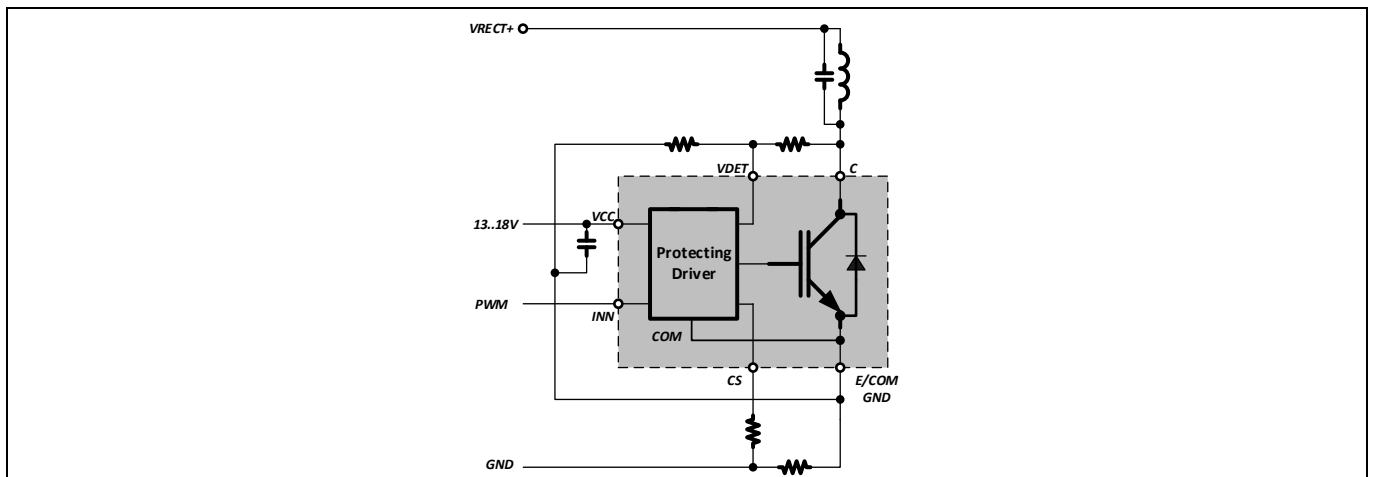 VRECT+
VDET
C
13..18V
VCC
Protecting
Driver
PWM
INN
COM
CS
E/COM
GND
GND